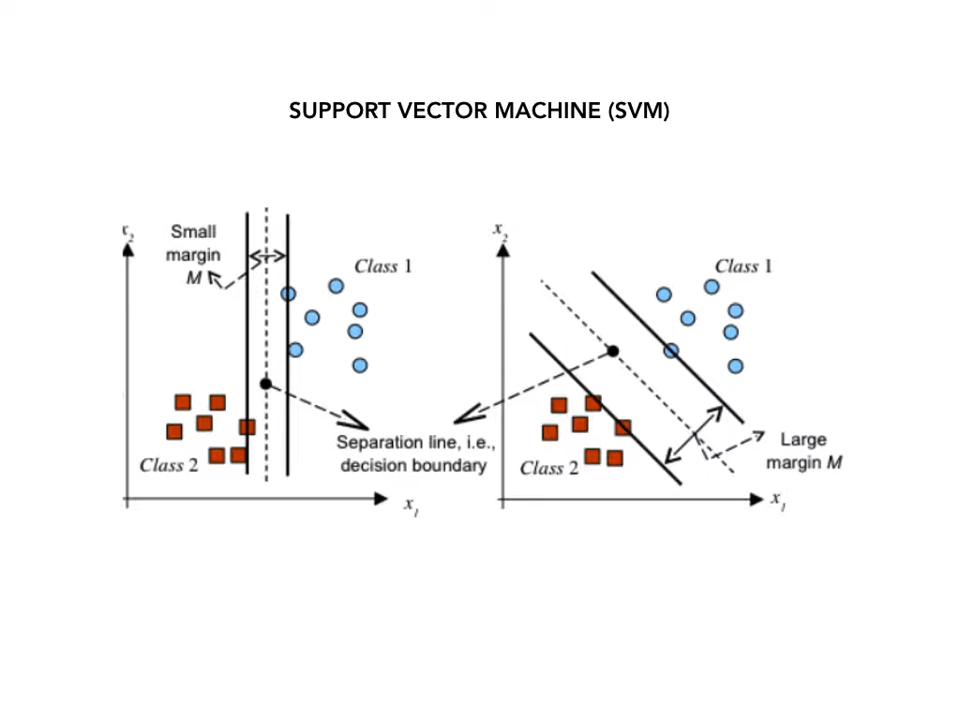 SUPPORT VECTOR MACHINE (SVM)
x₂
Small
margin
M
Class 1
Class 2
x₁
Separation line, i.e.,
decision boundary
x₂
Class 1
Class 2
Large
margin M
x₁